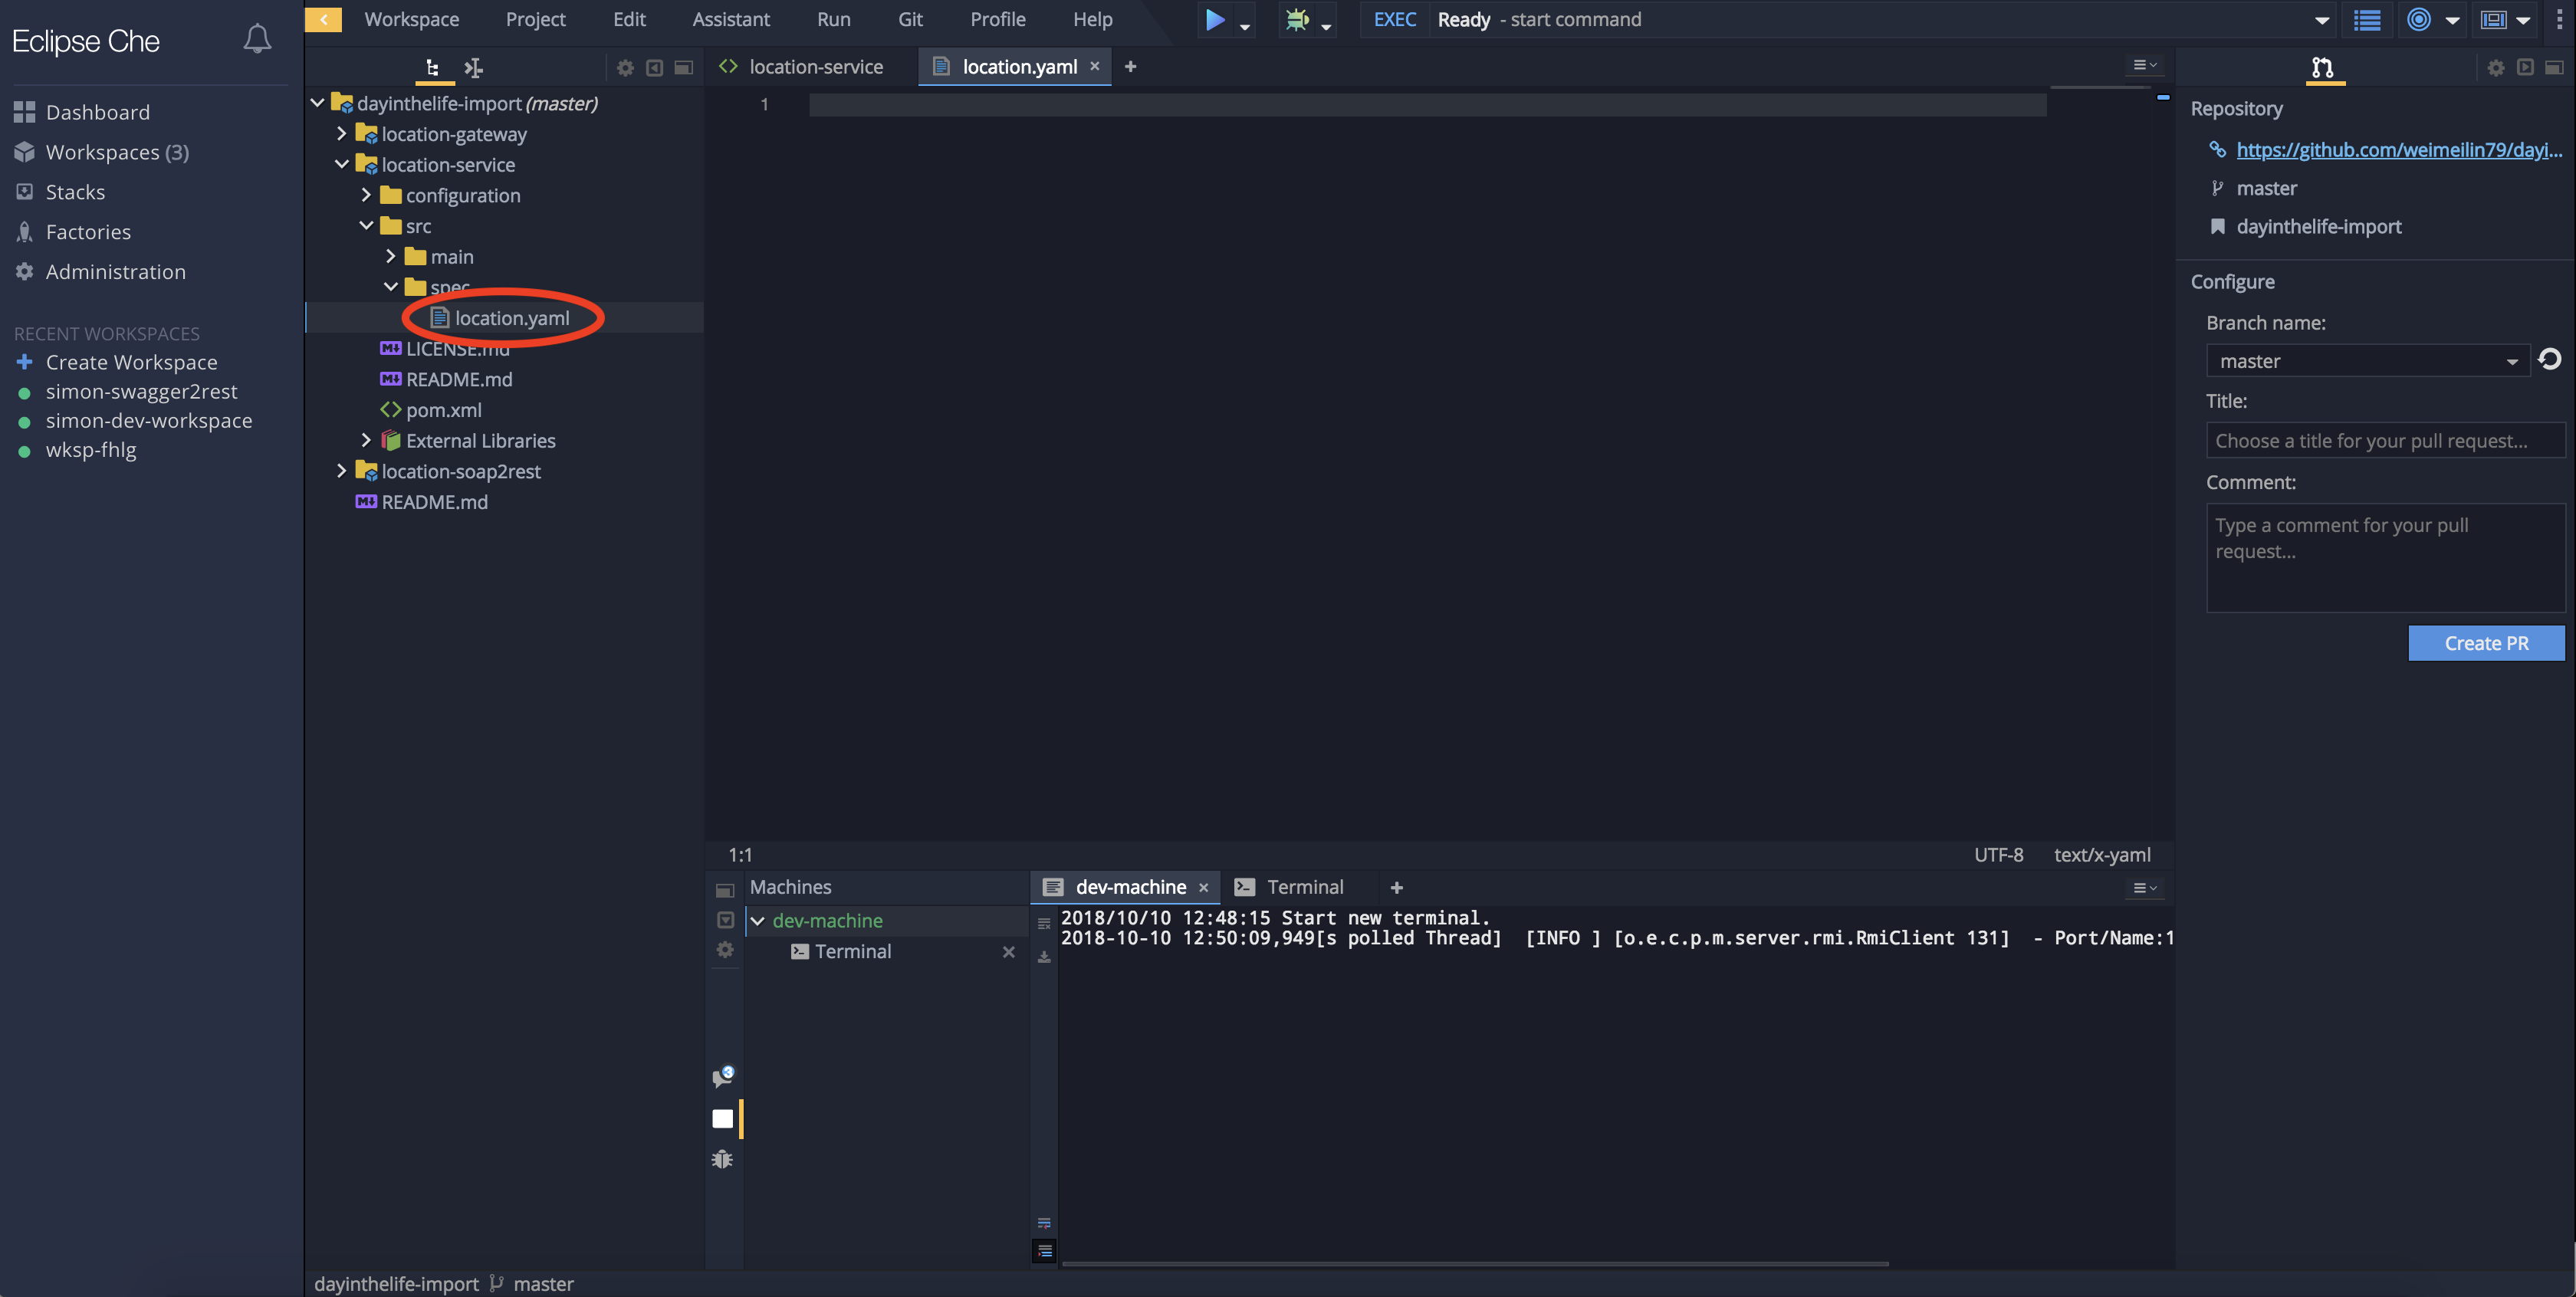 Eclipse Che
Dashboard
Workspaces (3)
Stacks
Factories
Administration
RECENT WORKSPACES
Create Workspace
simon-swagger2rest
simon-dev-workspace
wksp-fhlg
Workspace Project Edit Assistant Run Git Profile Help
EXEC Ready - start command
dayinthelife-import (master)
location-gateway
location-service
configuration
src
main
spec
location.yaml
LICENSE.md
README.md
pom.xml
External Libraries
location-soap2rest
README.md
location-service location.yaml × +
1
1:1 UTF-8 text/x-yaml
Machines
dev-machine
Terminal ×
dev-machine × Terminal +
2018/10/10 12:48:15 Start new terminal.
2018-10-10 12:50:09,949[s polled Thread] [INFO ] [o.e.c.p.m.server.rmi.RmiClient 131] - Port/Name:1
Repository
https://github.com/weimeilin79/dayi...
master
dayinthelife-import
Configure
Branch name:
master
Title:
Choose a title for your pull request...
Comment:
Type a comment for your pull
request...
Create PR
dayinthelife-import master